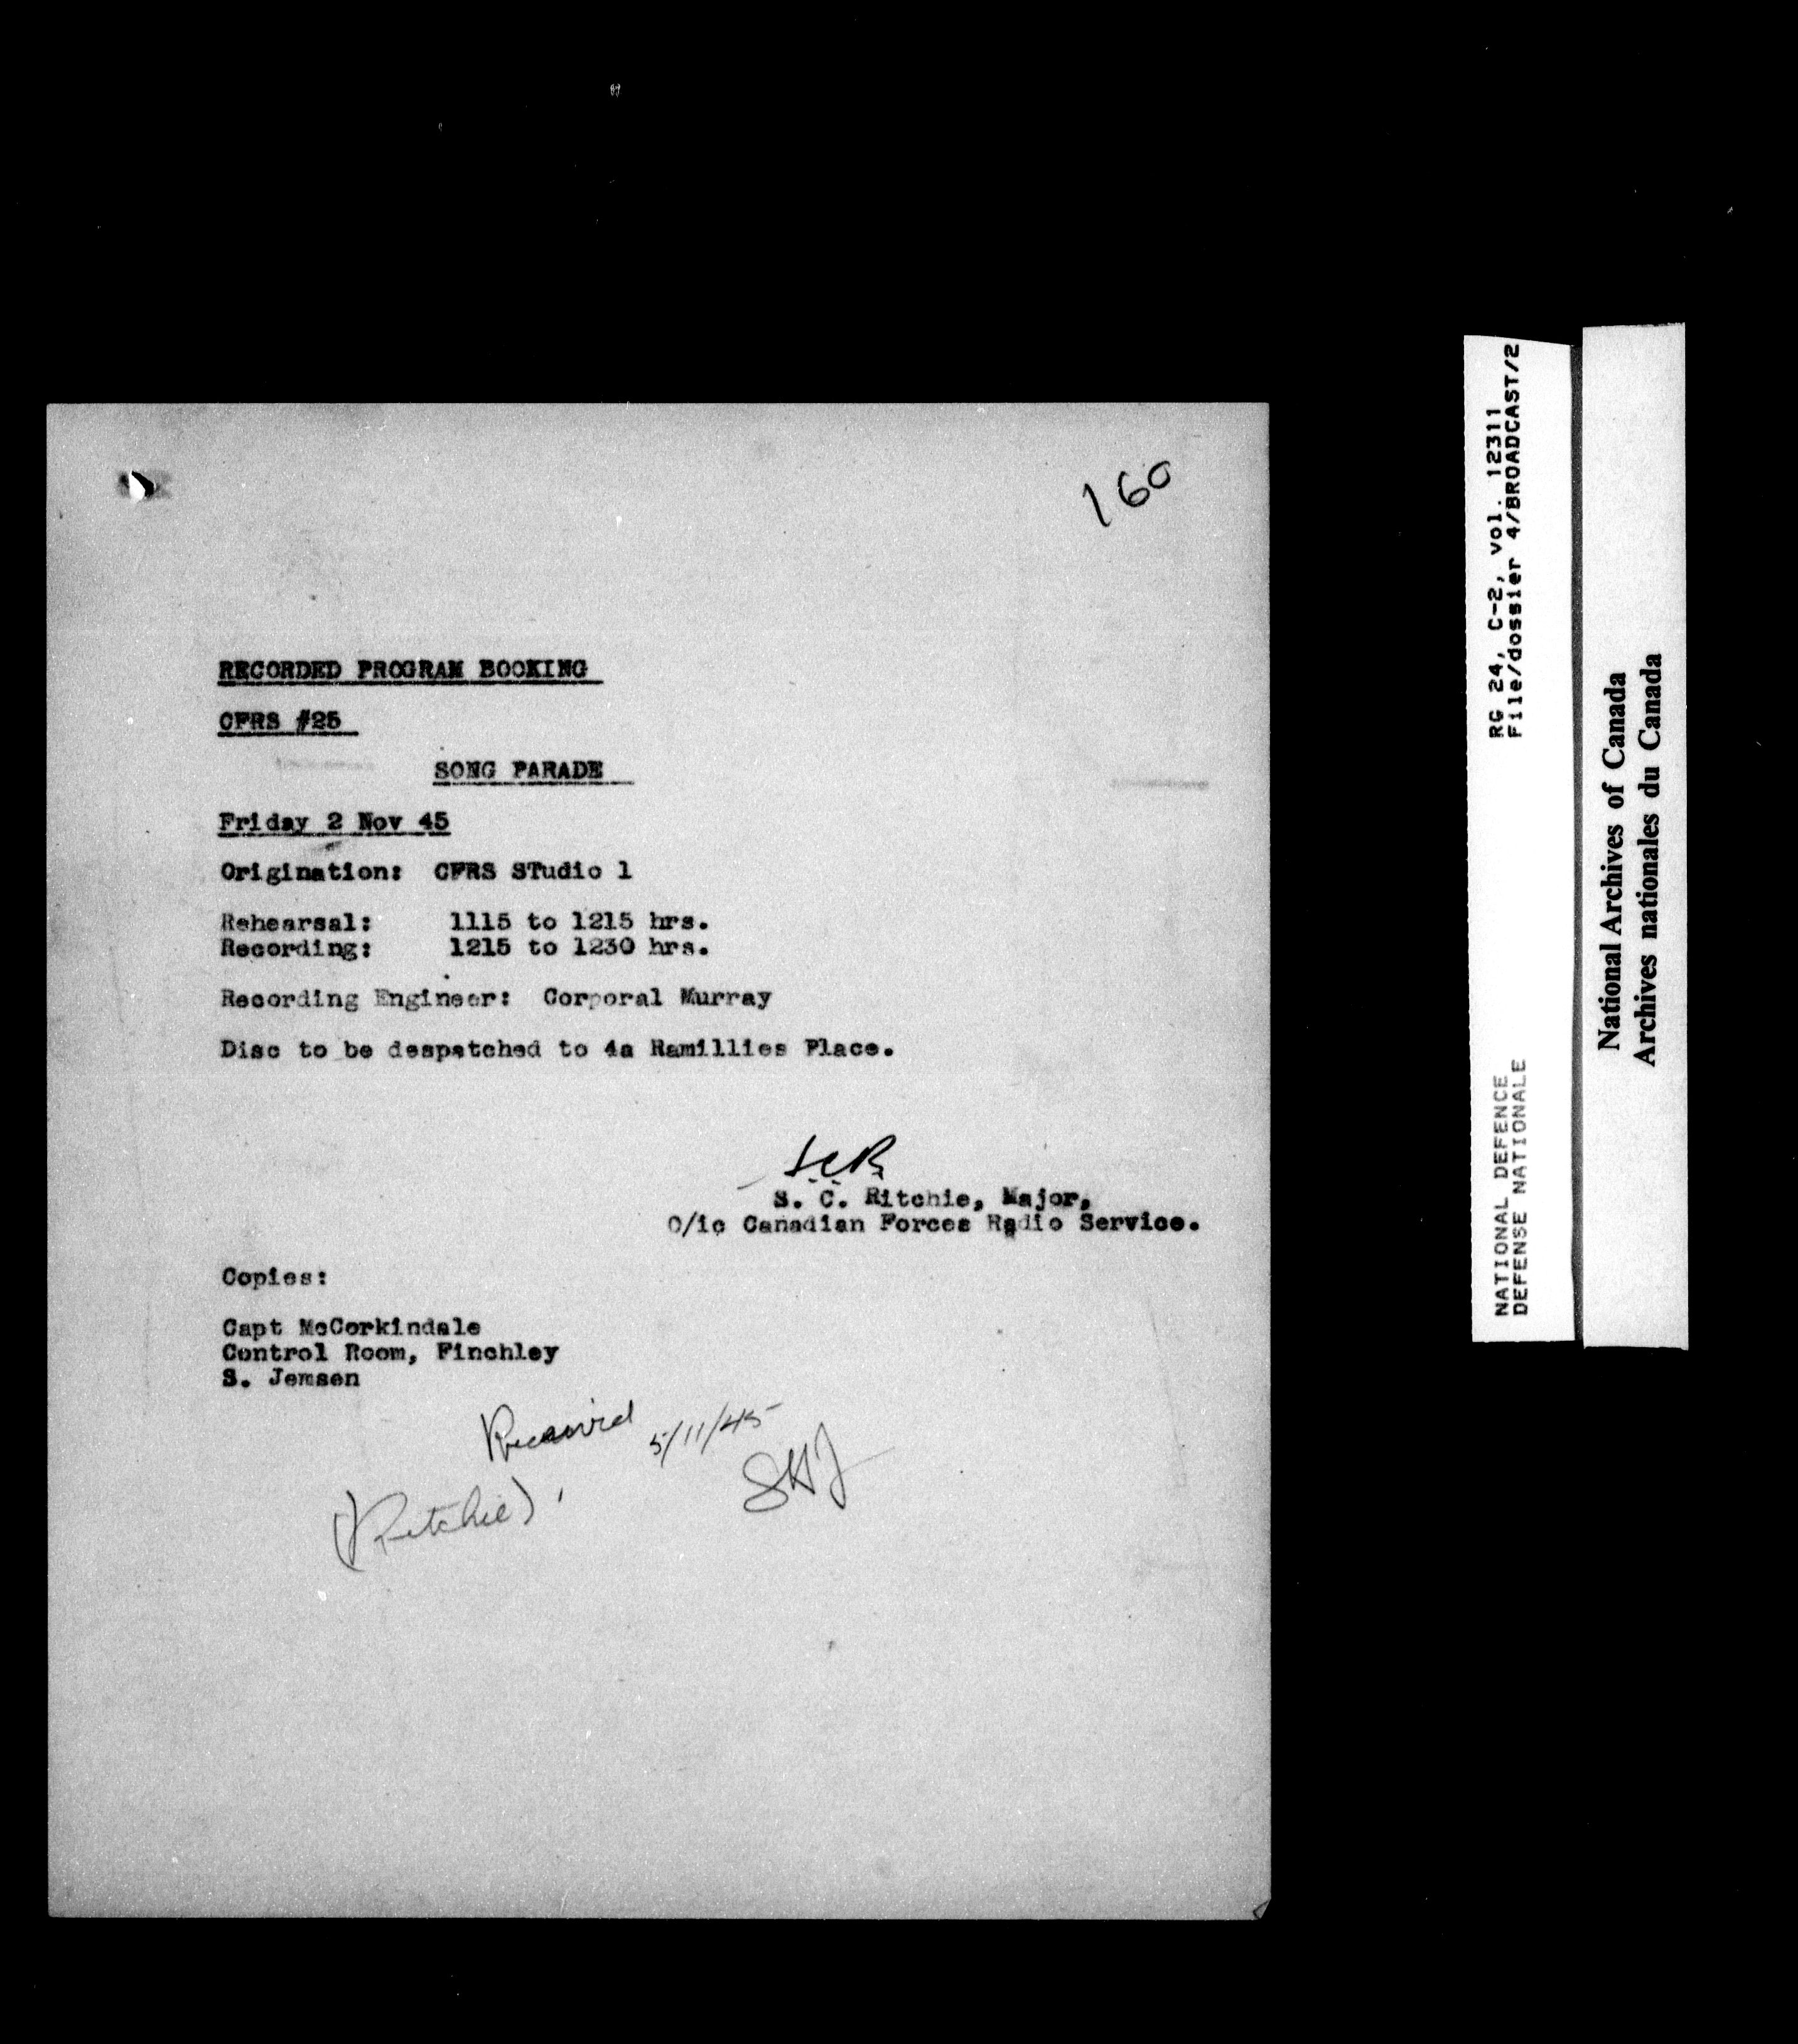 160
RECORDED PROGRAM BOOKING
CFRS #25
SONG PARADE
Friday 2 Nov 45
Origination: CFRS STudio 1
Rehearsal: 1115 to 1215 hrs.
Recording: 1215 to 1230 hrs.
Recording Engineer: Corporal Murray
Disc to be despatched to 4a Ramillies Place.
SCR
S. C. Ritchie, Major,
O/ic Canadian Forces Radio Service.
Copies:
Capt McCorkindale
Control Room, Finchley
S. Jensen
Received 5/11/45
SHJ
(Ritchie)
RG 24, C-2, vol. 12311
File/dossier 4/BROADCAST/2
NATIONAL DEFENCE
DEFENSE NATIONALE
National Archives of Canada
Archives nationales du Canada